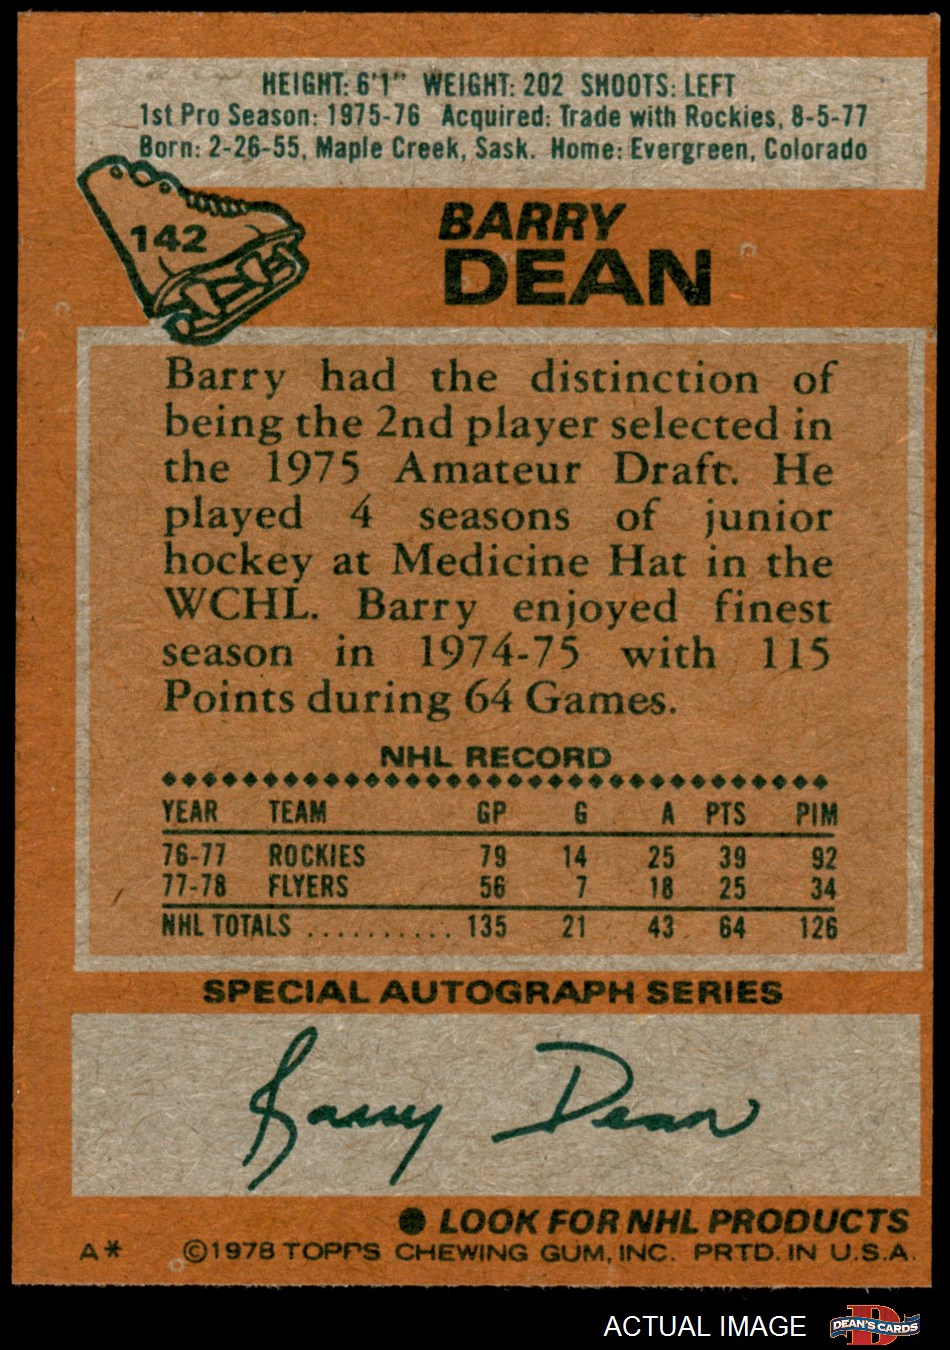 HEIGHT: 6'1" WEIGHT: 202 SHOOTS: LEFT
1st Pro Season: 1975-76 Acquired: Trade with Rockies, 8-5-77
Born: 2-26-55, Maple Creek, Sask. Home: Evergreen, Colorado
142
BARRY
DEAN
Barry had the distinction of
being the 2nd player selected in
the 1975 Amateur Draft. He
played 4 seasons of junior
hockey at Medicine Hat in the
WCHL. Barry enjoyed finest
season in 1974-75 with 115
Points during 64 Games.
NHL RECORD
YEAR TEAM GP G A PTS PIM
76-77 ROCKIES 79 14 25 39 92
77-78 FLYERS 56 7 18 25 34
NHL TOTALS .......... 135 21 43 64 126
SPECIAL AUTOGRAPH SERIES
Barry Dean
● LOOK FOR NHL PRODUCTS
A* ©1978 TOPPS CHEWING GUM, INC. PRTD. IN U.S.A.
ACTUAL IMAGE DEAN'S CARDS